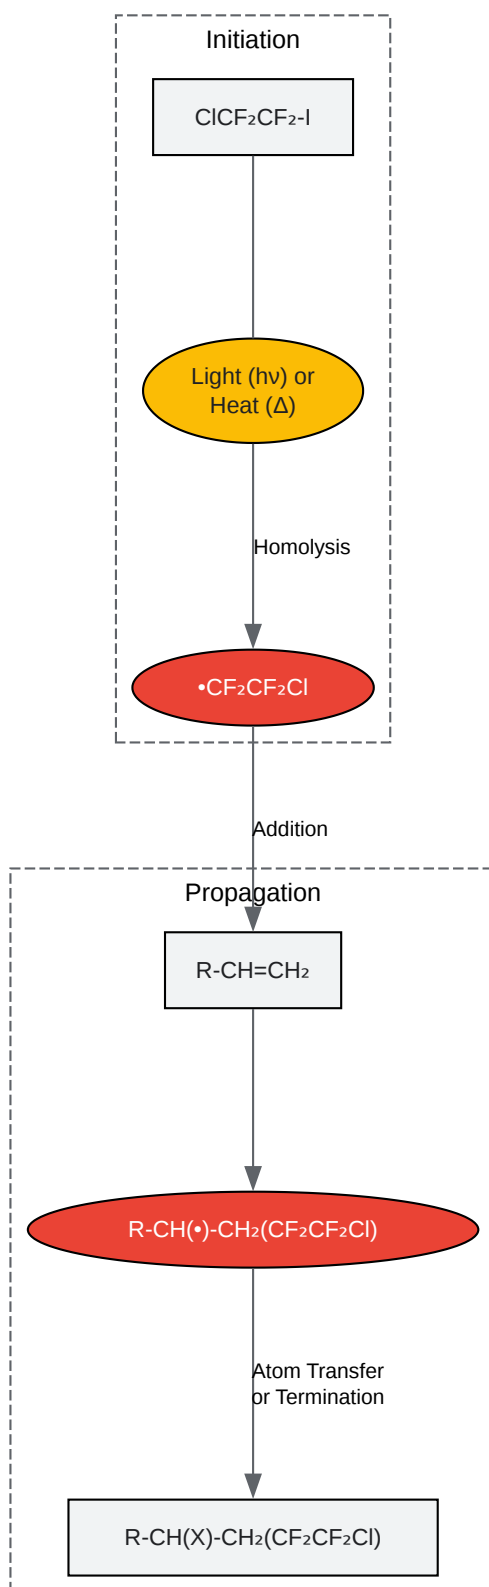 Initiation
ClCF₂CF₂-I
Light (hν) or
Heat (Δ)
Homolysis
•CF₂CF₂Cl
Addition
Propagation
R-CH=CH₂
R-CH(•)-CH₂(CF₂CF₂Cl)
Atom Transfer
or Termination
R-CH(X)-CH₂(CF₂CF₂Cl)